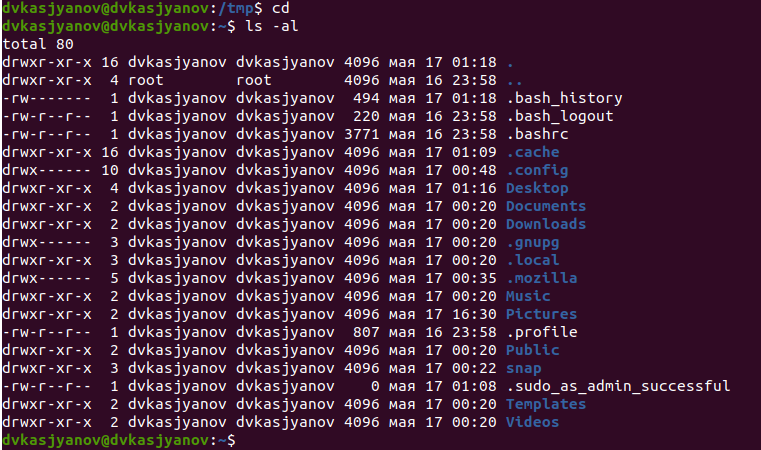 dvkasjyanov@dvkasjyanov:/tmp$ cd
dvkasjyanov@dvkasjyanov:~$ ls -al
total 80
drwxr-xr-x 16 dvkasjyanov dvkasjyanov 4096 мая 17 01:18 .
drwxr-xr-x  4 root        root        4096 мая 16 23:58 ..
-rw-------  1 dvkasjyanov dvkasjyanov  494 мая 17 01:18 .bash_history
-rw-r--r--  1 dvkasjyanov dvkasjyanov  220 мая 16 23:58 .bash_logout
-rw-r--r--  1 dvkasjyanov dvkasjyanov 3771 мая 16 23:58 .bashrc
drwxr-xr-x 16 dvkasjyanov dvkasjyanov 4096 мая 17 01:09 .cache
drwx------ 10 dvkasjyanov dvkasjyanov 4096 мая 17 00:48 .config
drwxr-xr-x  4 dvkasjyanov dvkasjyanov 4096 мая 17 01:16 Desktop
drwxr-xr-x  2 dvkasjyanov dvkasjyanov 4096 мая 17 00:20 Documents
drwxr-xr-x  2 dvkasjyanov dvkasjyanov 4096 мая 17 00:20 Downloads
drwx------  3 dvkasjyanov dvkasjyanov 4096 мая 17 00:20 .gnupg
drwxr-xr-x  3 dvkasjyanov dvkasjyanov 4096 мая 17 00:20 .local
drwx------  5 dvkasjyanov dvkasjyanov 4096 мая 17 00:35 .mozilla
drwxr-xr-x  2 dvkasjyanov dvkasjyanov 4096 мая 17 00:20 Music
drwxr-xr-x  2 dvkasjyanov dvkasjyanov 4096 мая 17 16:30 Pictures
-rw-r--r--  1 dvkasjyanov dvkasjyanov  807 мая 16 23:58 .profile
drwxr-xr-x  2 dvkasjyanov dvkasjyanov 4096 мая 17 00:20 Public
drwxr-xr-x  3 dvkasjyanov dvkasjyanov 4096 мая 17 00:22 snap
-rw-r--r--  1 dvkasjyanov dvkasjyanov    0 мая 17 01:08 .sudo_as_admin_successful
drwxr-xr-x  2 dvkasjyanov dvkasjyanov 4096 мая 17 00:20 Templates
drwxr-xr-x  2 dvkasjyanov dvkasjyanov 4096 мая 17 00:20 Videos
dvkasjyanov@dvkasjyanov:~$